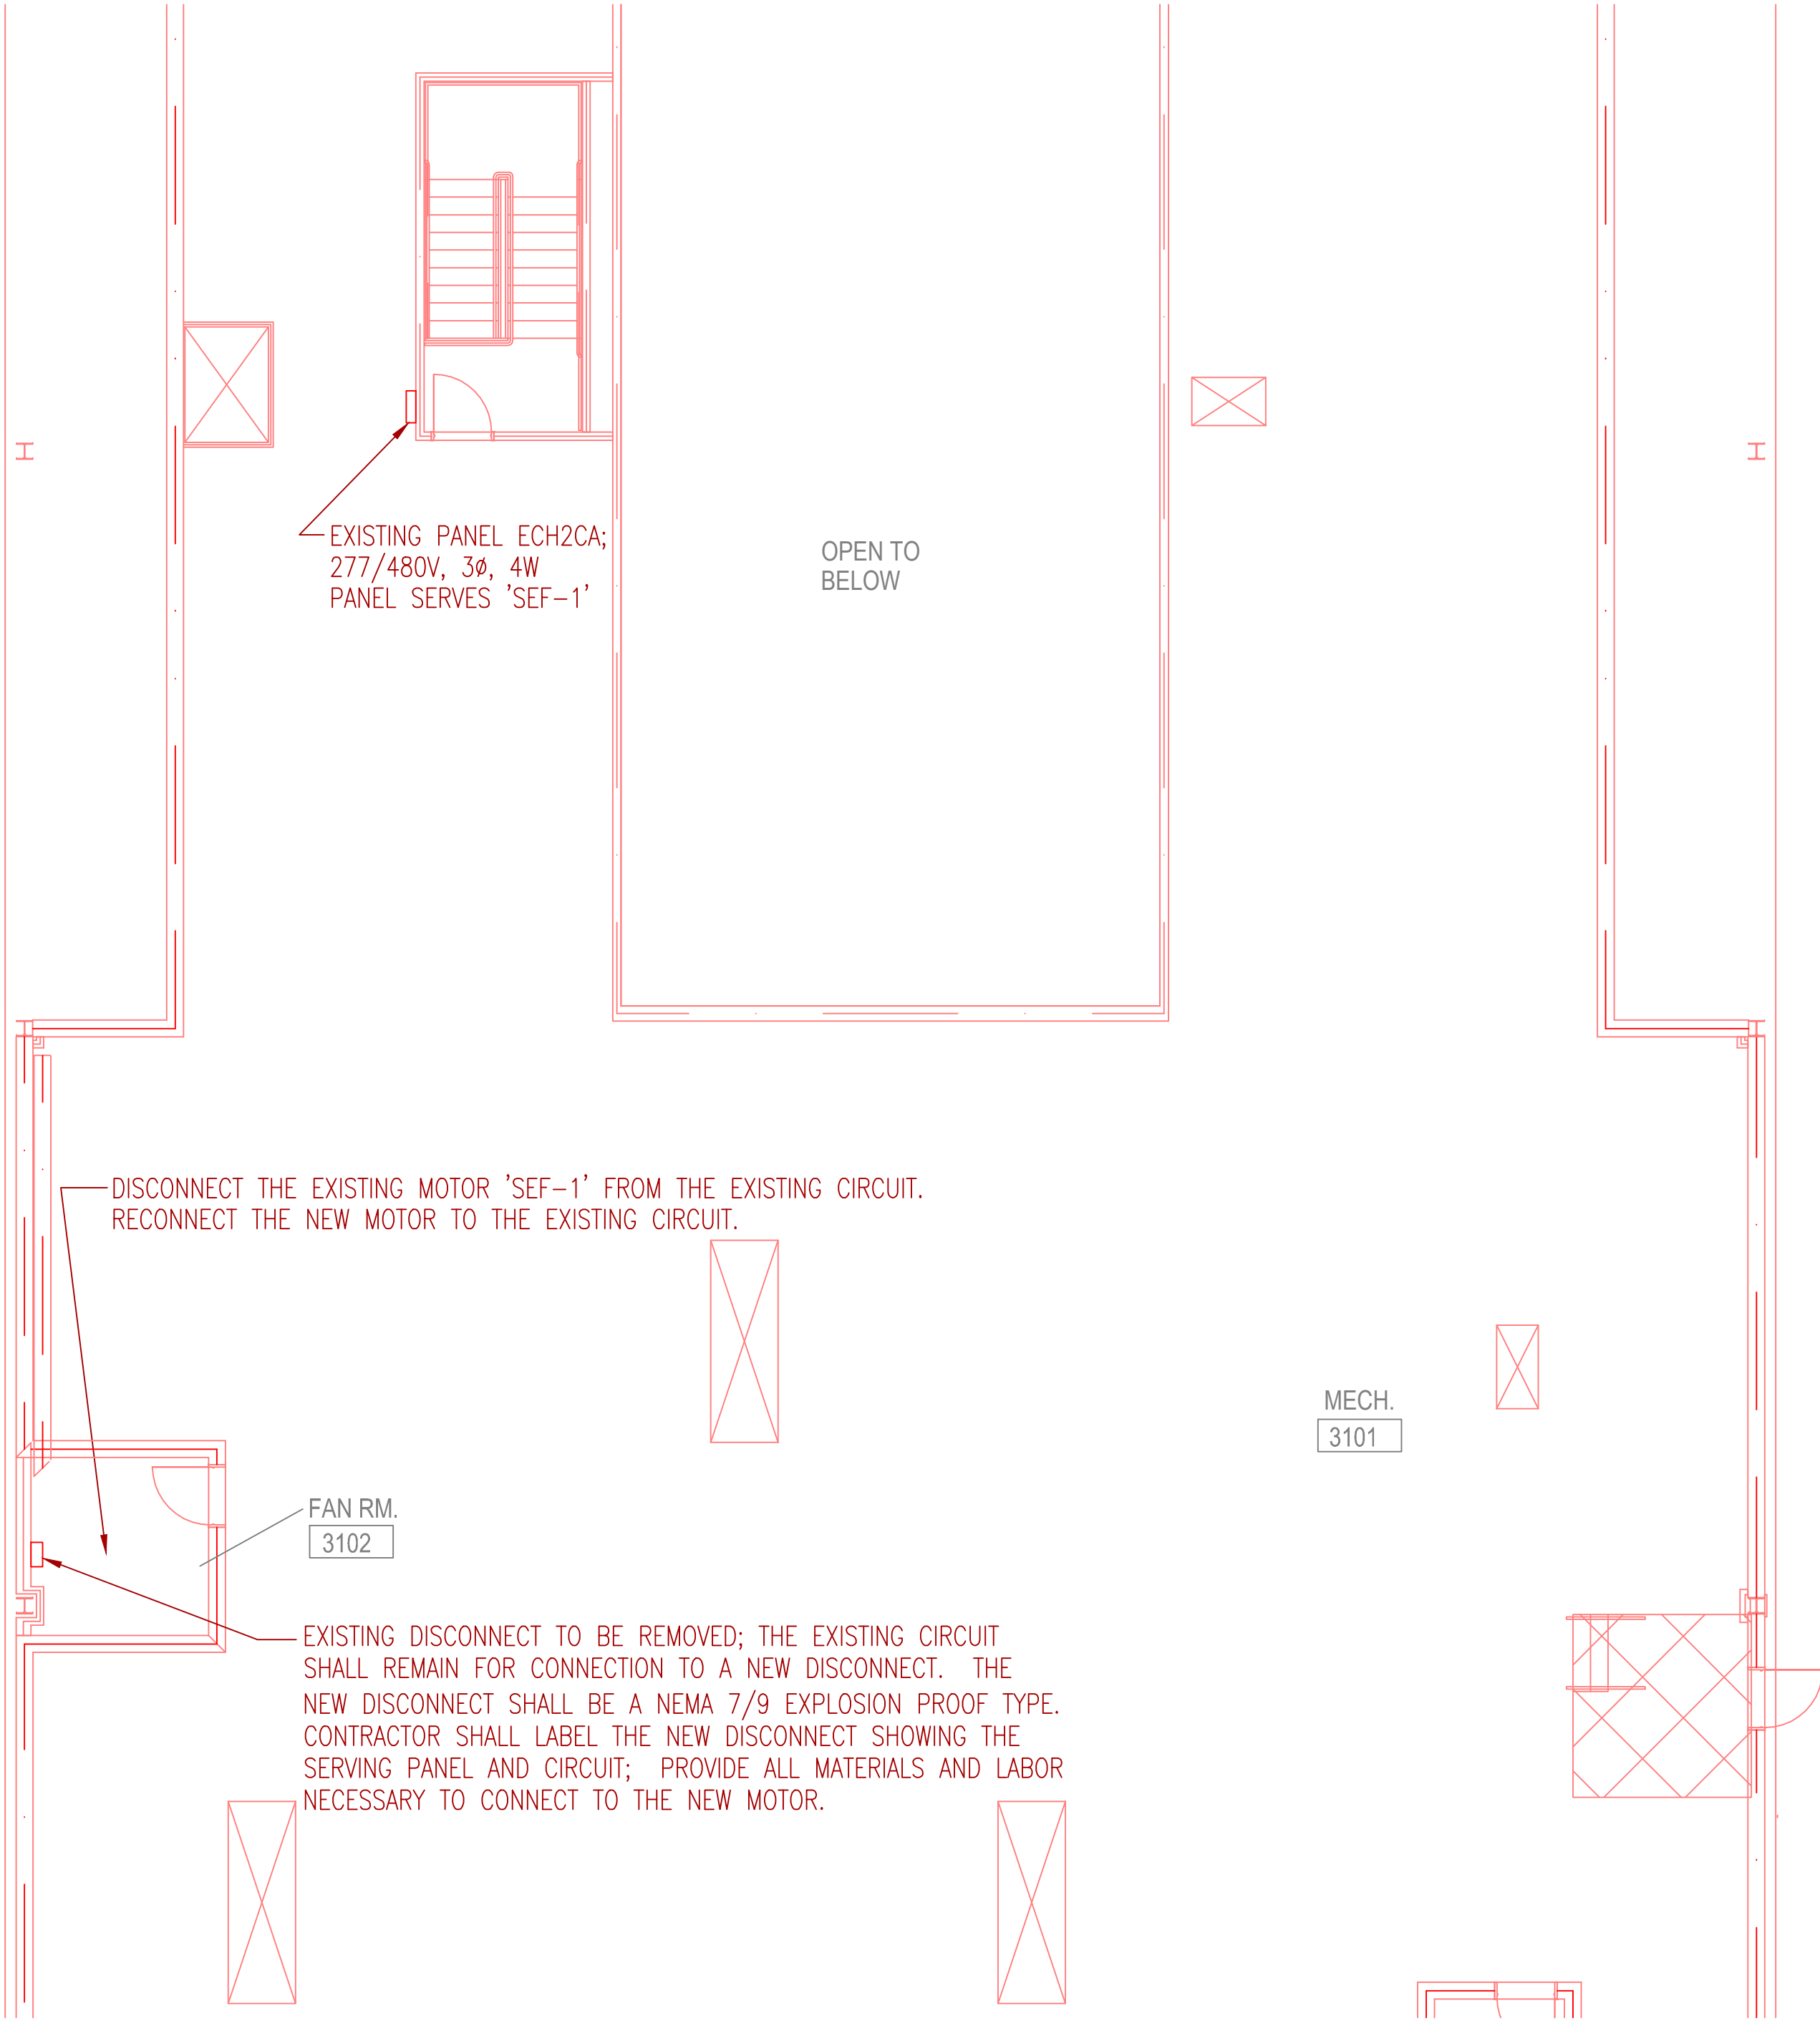 EXISTING PANEL ECH2CA;
277/480V, 3ø, 4W
PANEL SERVES 'SEF-1'
OPEN TO
BELOW
DISCONNECT THE EXISTING MOTOR 'SEF-1' FROM THE EXISTING CIRCUIT.
RECONNECT THE NEW MOTOR TO THE EXISTING CIRCUIT.
MECH.
3101
FAN RM.
3102
EXISTING DISCONNECT TO BE REMOVED; THE EXISTING CIRCUIT
SHALL REMAIN FOR CONNECTION TO A NEW DISCONNECT. THE
NEW DISCONNECT SHALL BE A NEMA 7/9 EXPLOSION PROOF TYPE.
CONTRACTOR SHALL LABEL THE NEW DISCONNECT SHOWING THE
SERVING PANEL AND CIRCUIT; PROVIDE ALL MATERIALS AND LABOR
NECESSARY TO CONNECT TO THE NEW MOTOR.